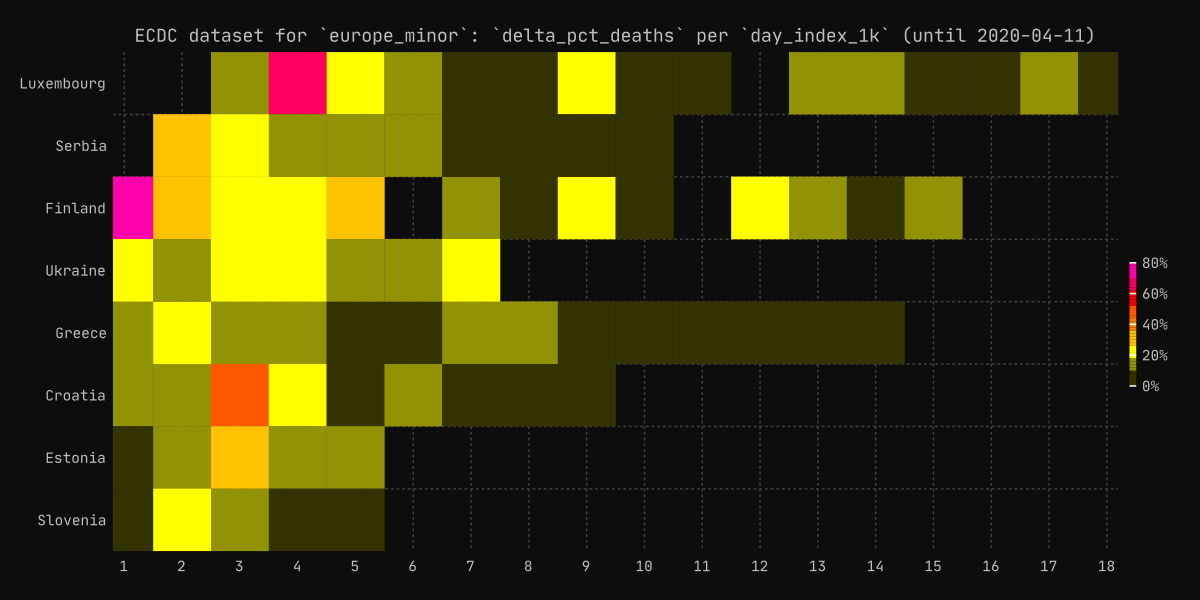 ECDC dataset for `europe_minor`: `delta_pct_deaths` per `day_index_1k` (until 2020-04-11)
Luxembourg
Serbia
Finland
Ukraine
Greece
Croatia
Estonia
Slovenia
80%
60%
40%
20%
0%
1 2 3 4 5 6 7 8 9 10 11 12 13 14 15 16 17 18